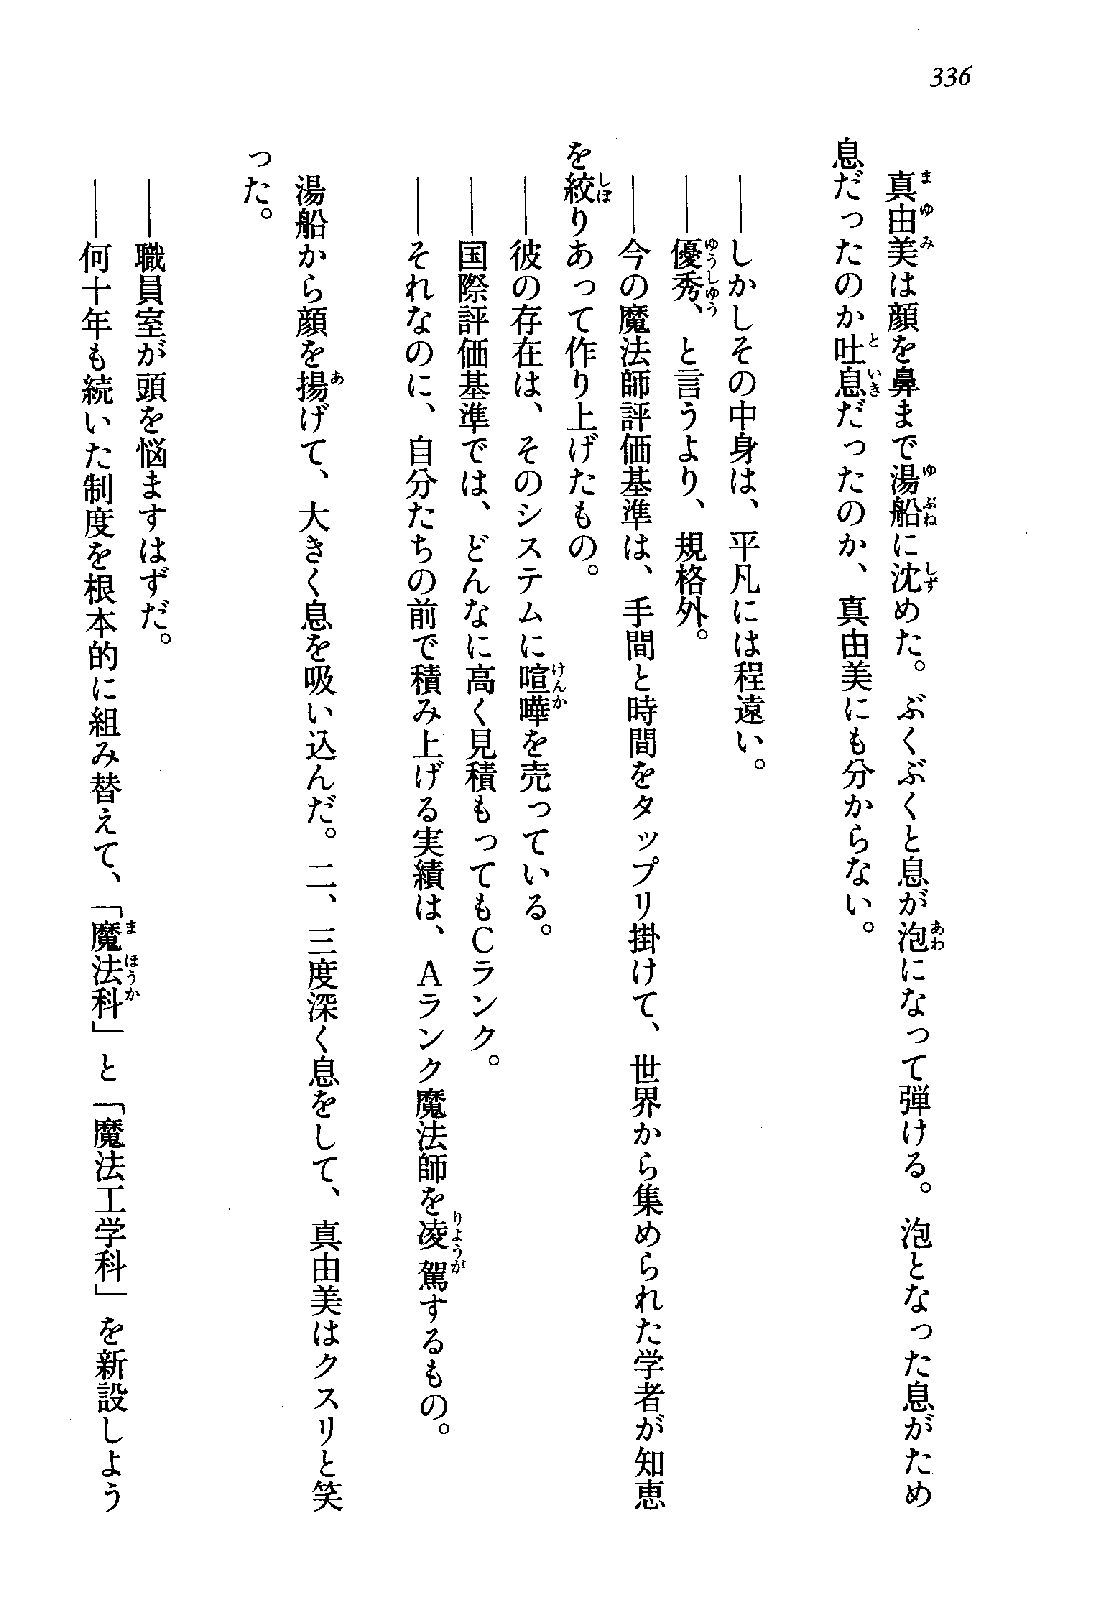 336
真由美は顔を鼻まで湯船に沈めた。ぶくぶくと息が泡になって弾ける。泡となった息がため
息だったのか吐息だったのか、真由美にも分からない。
――しかしその中身は、平凡には程遠い。
――優秀、と言うより、規格外。
――今の魔法師評価基準は、手間と時間をタップリ掛けて、世界から集められた学者が知恵
を絞りあって作り上げたもの。
――彼の存在は、そのシステムに喧嘩を売っている。
――国際評価基準では、どんなに高く見積もってもCランク。
――それなのに、自分たちの前で積み上げる実績は、Aランク魔法師を凌駕するもの。
湯船から顔を揚げて、大きく息を吸い込んだ。二、三度深く息をして、真由美はクスリと笑
った。
――職員室が頭を悩ますはずだ。
――何十年も続いた制度を根本的に組み替えて、「魔法科」と「魔法工学科」を新設しよう